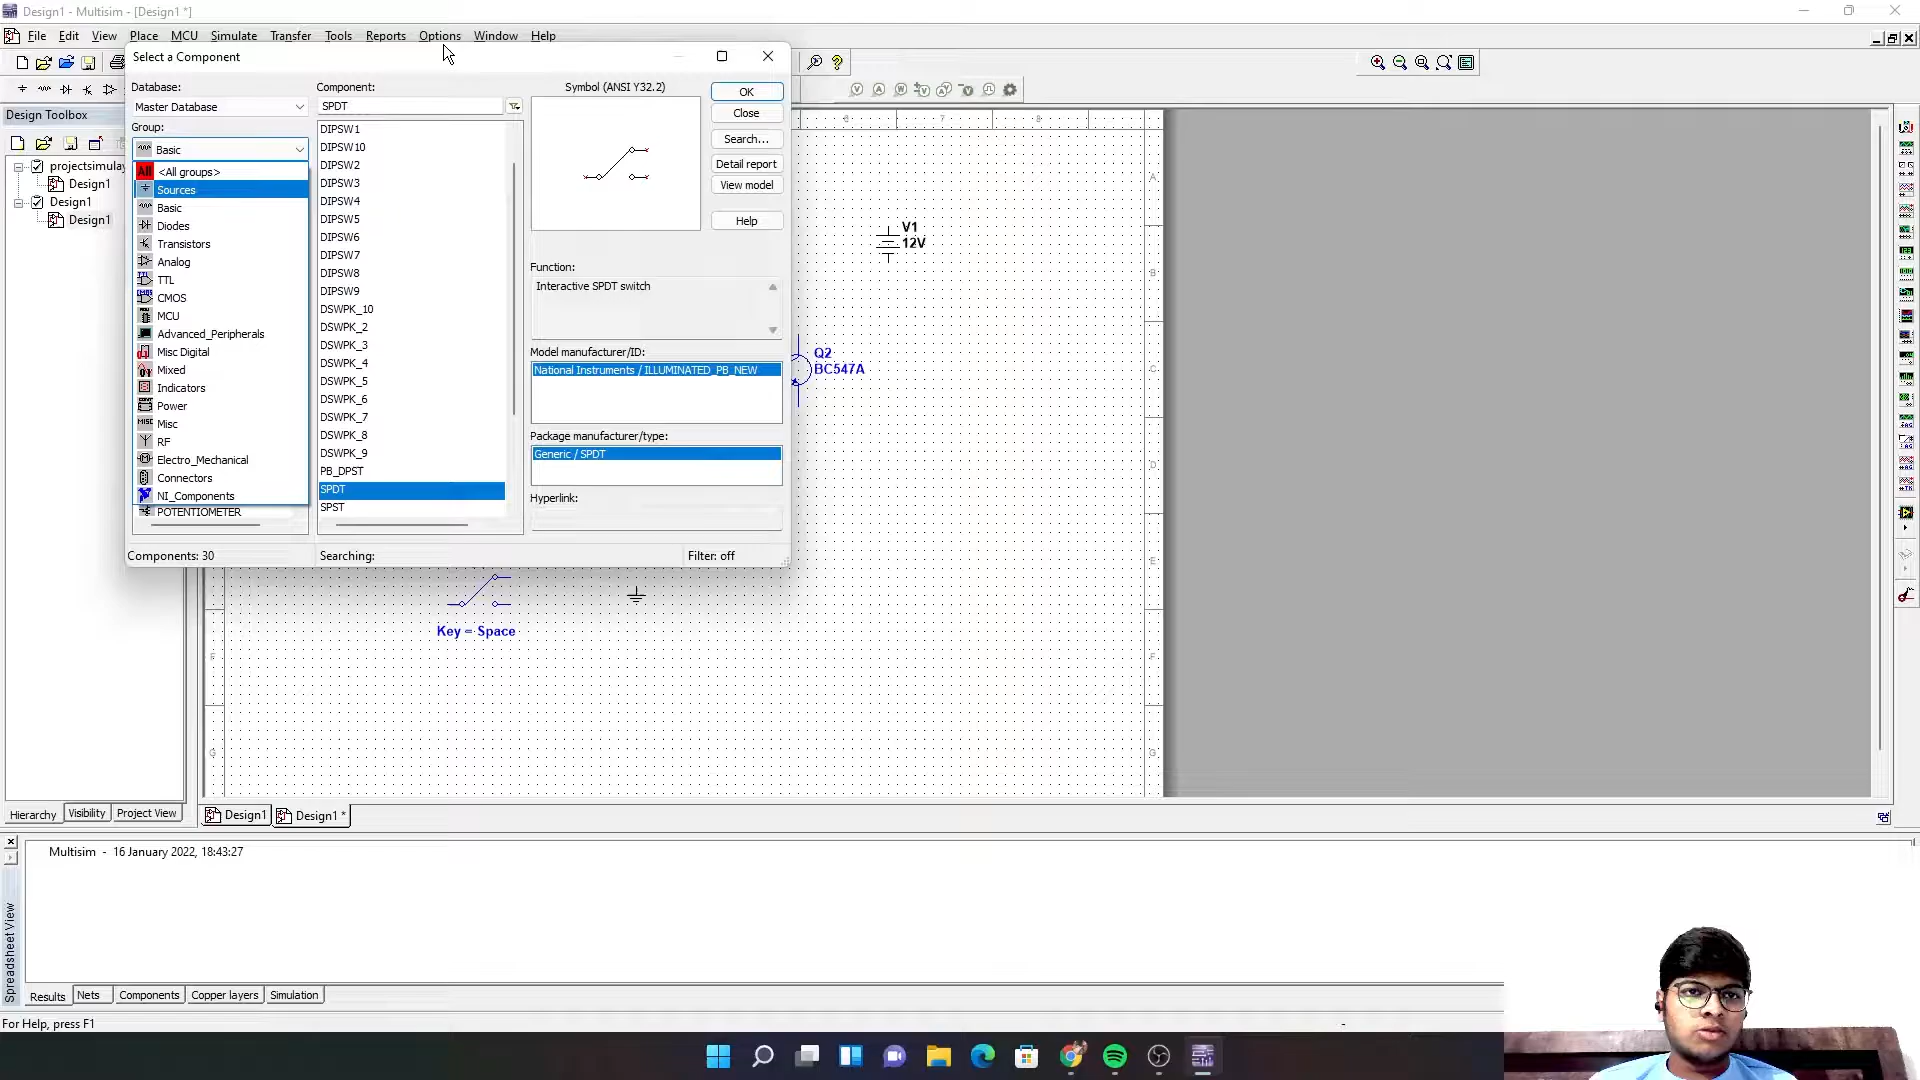 Design1 - Multisim - [Design1 *]
File Edit View Place MCU Simulate Transfer Tools Reports Options Window Help
Select a Component
Database:
Master Database
Group:
Basic
<All groups>
Sources
Basic
Diodes
Transistors
Analog
TTL
CMOS
MCU
Advanced_Peripherals
Misc Digital
Mixed
Indicators
Power
Misc
RF
Electro_Mechanical
Connectors
NI_Components
POTENTIOMETER
Component:
SPDT
DIPSW1
DIPSW10
DIPSW2
DIPSW3
DIPSW4
DIPSW5
DIPSW6
DIPSW7
DIPSW8
DIPSW9
DSWPK_10
DSWPK_2
DSWPK_3
DSWPK_4
DSWPK_5
DSWPK_6
DSWPK_7
DSWPK_8
DSWPK_9
PB_DPST
SPDT
SPST
Symbol (ANSI Y32.2)
OK
Close
Search...
Detail report
View model
Help
Function:
Interactive SPDT switch
Model manufacturer/ID:
National Instruments / ILLUMINATED_PB_NEW
Package manufacturer/type:
Generic / SPDT
Hyperlink:
Components: 30
Searching:
Filter: off
Design Toolbox
projectsimulay
Design1
Design1
Design1
V1
12V
Q2
BC547A
Key = Space
6 7 8
A
B
C
D
E
F
G
F
G
Hierarchy Visibility Project View
Design1 Design1 *
Multisim - 16 January 2022, 18:43:27
Spreadsheet View
Results Nets Components Copper layers Simulation
For Help, press F1